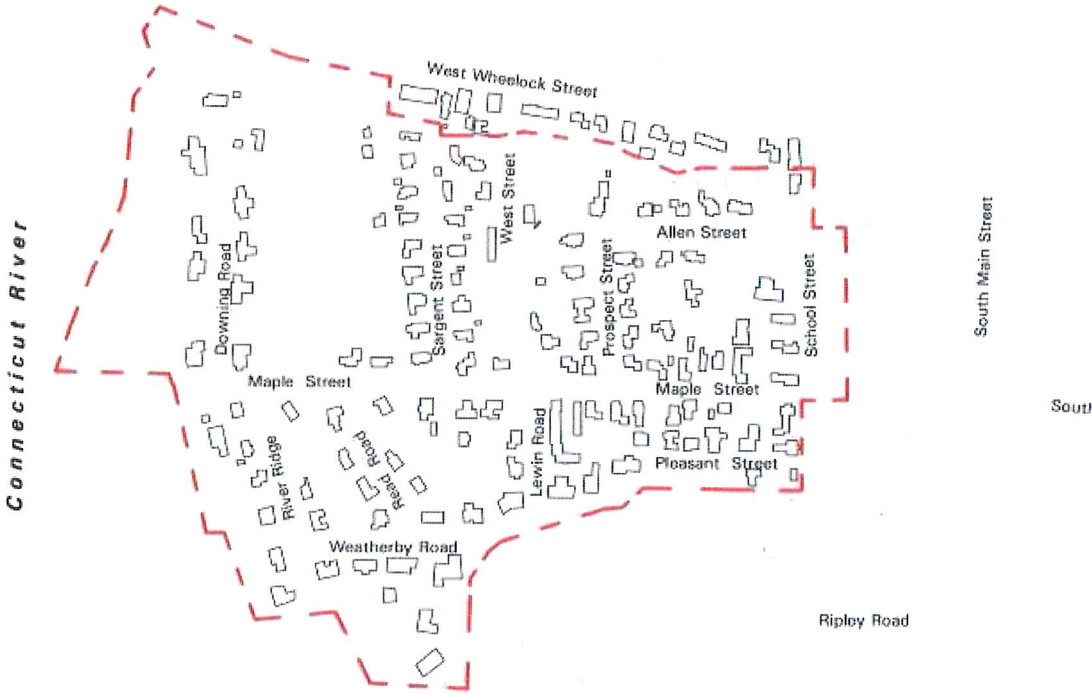 West Wheelock Street
Connecticut River
Downing Road
Sargent Street
West Street
Allen Street
Prospect Street
School Street
South Main Street
Maple Street
Maple Street
South
River Ridge
Read Road
Lewin Road
Pleasant Street
Weatherby Road
Ripley Road